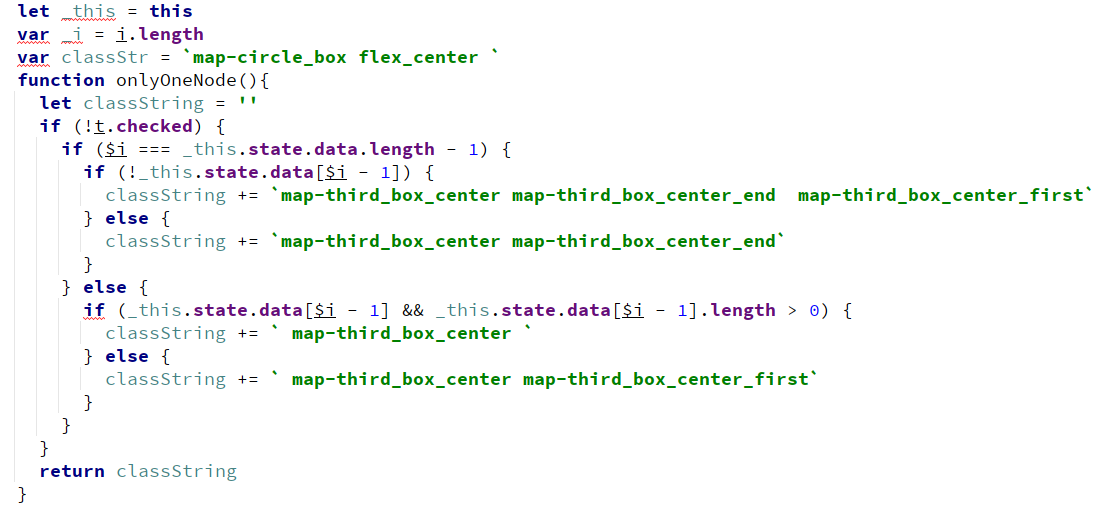 let _this = this
var _i = i.length
var classStr = `map-circle_box flex_center `
function onlyOneNode(){
  let classString = ''
  if (!t.checked) {
    if ($i === _this.state.data.length - 1) {
      if (!_this.state.data[$i - 1]) {
        classString += `map-third_box_center map-third_box_center_end  map-third_box_center_first`
      } else {
        classString += `map-third_box_center map-third_box_center_end`
      }
    } else {
      if (_this.state.data[$i - 1] && _this.state.data[$i - 1].length > 0) {
        classString += ` map-third_box_center `
      } else {
        classString += ` map-third_box_center map-third_box_center_first`
      }
    }
  }
  return classString
}